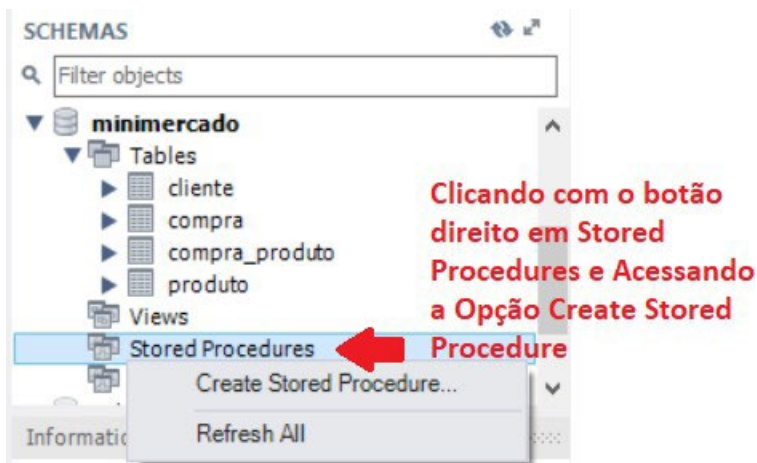 SCHEMAS
Filter objects
minimercado
Tables
cliente
compra
compra_produto
produto
Views
Stored Procedures
Create Stored Procedure...
Refresh All
Informatic
Clicando com o botão
direito em Stored
Procedures e Acessando
a Opção Create Stored
Procedure